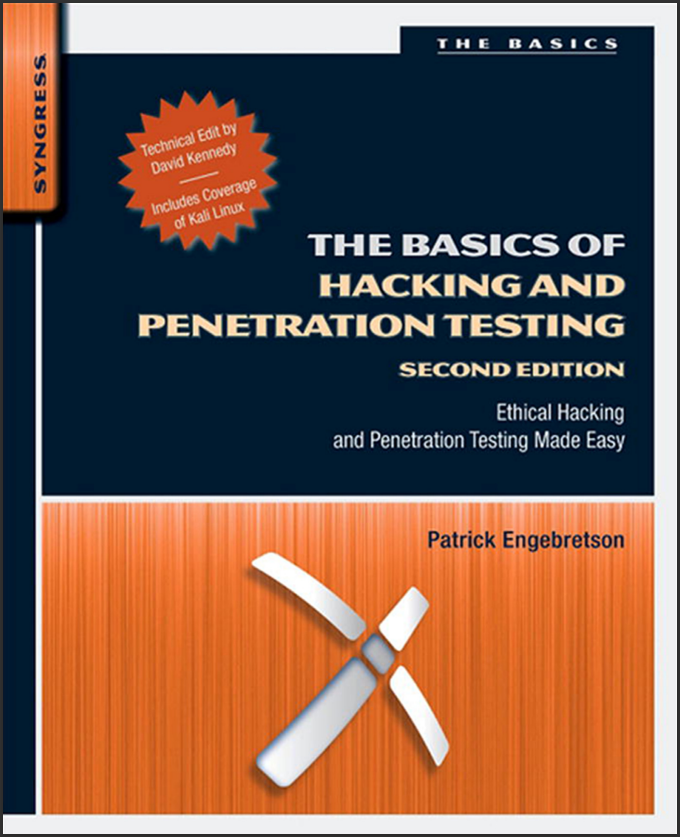 THE BASICS
SYNGRESS
Technical Edit by
David Kennedy
Includes Coverage
of Kali Linux
THE BASICS OF
HACKING AND
PENETRATION TESTING
SECOND EDITION
Ethical Hacking
and Penetration Testing Made Easy
Patrick Engebretson